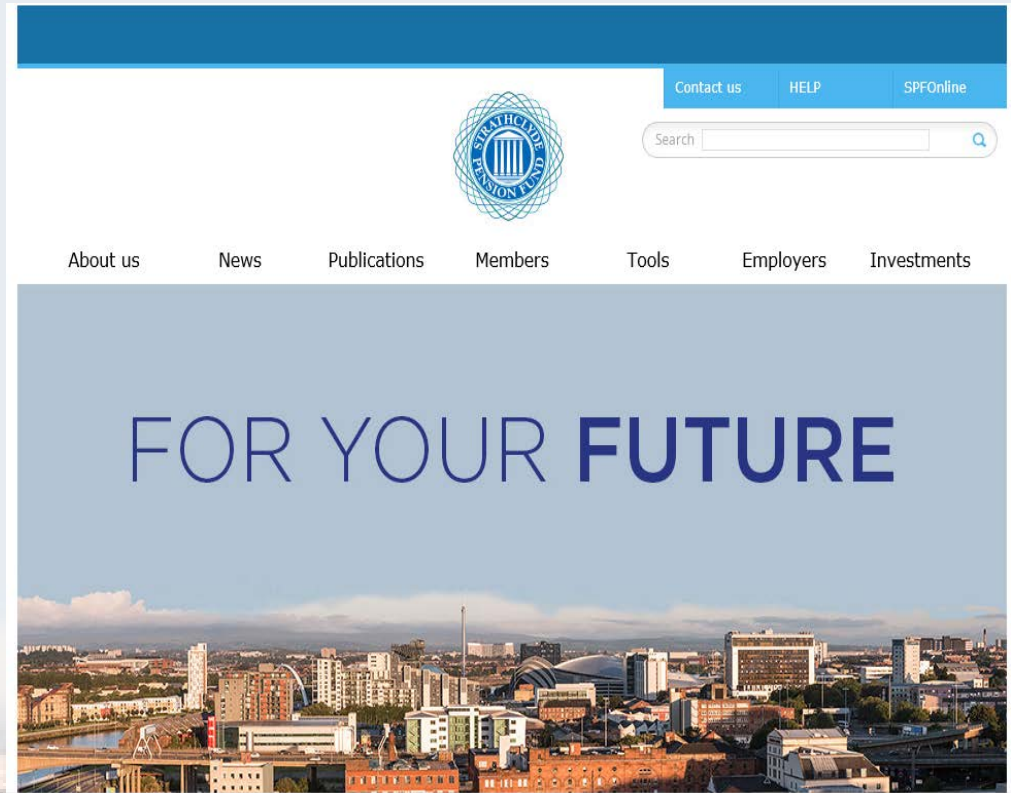 Contact us HELP SPFOnline
Search
STRATHCLYDE PENSION FUND
About us News Publications Members Tools Employers Investments
FOR YOUR FUTURE